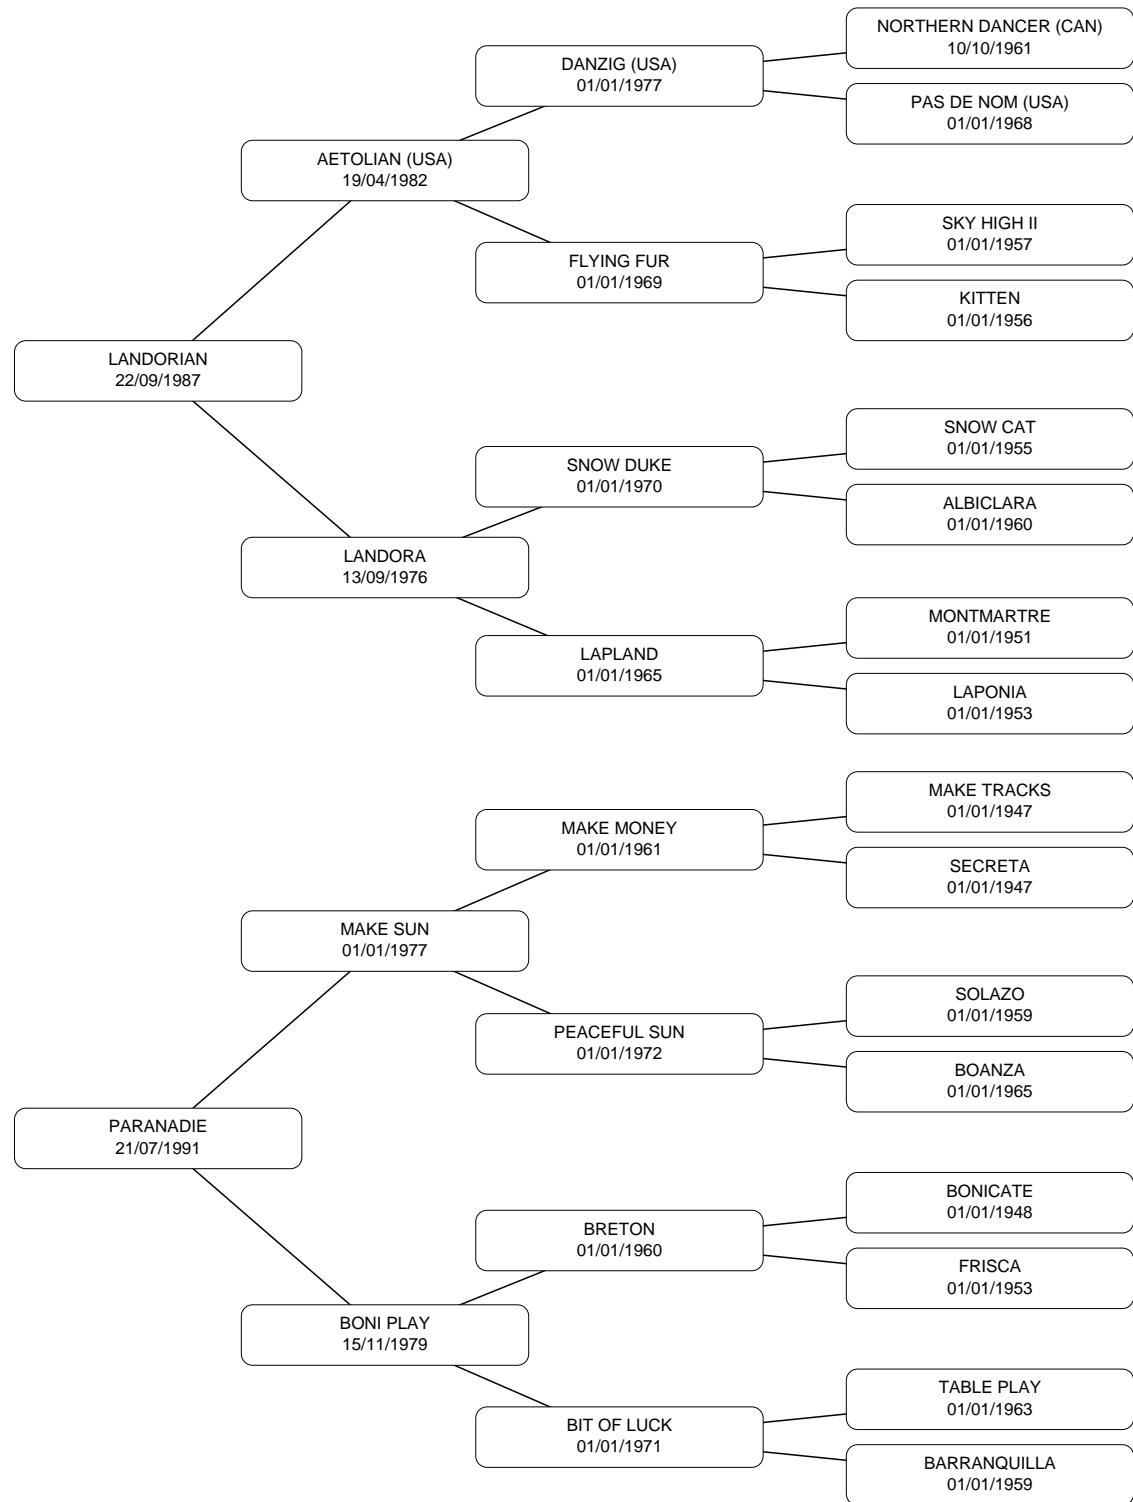 NORTHERN DANCER (CAN)
10/10/1961
DANZIG (USA)
01/01/1977
PAS DE NOM (USA)
01/01/1968
AETOLIAN (USA)
19/04/1982
SKY HIGH II
01/01/1957
FLYING FUR
01/01/1969
KITTEN
01/01/1956
LANDORIAN
22/09/1987
SNOW CAT
01/01/1955
SNOW DUKE
01/01/1970
ALBICLARA
01/01/1960
LANDORA
13/09/1976
MONTMARTRE
01/01/1951
LAPLAND
01/01/1965
LAPONIA
01/01/1953
MAKE TRACKS
01/01/1947
MAKE MONEY
01/01/1961
SECRETA
01/01/1947
MAKE SUN
01/01/1977
SOLAZO
01/01/1959
PEACEFUL SUN
01/01/1972
BOANZA
01/01/1965
PARANADIE
21/07/1991
BONICATE
01/01/1948
BRETON
01/01/1960
FRISCA
01/01/1953
BONI PLAY
15/11/1979
TABLE PLAY
01/01/1963
BIT OF LUCK
01/01/1971
BARRANQUILLA
01/01/1959